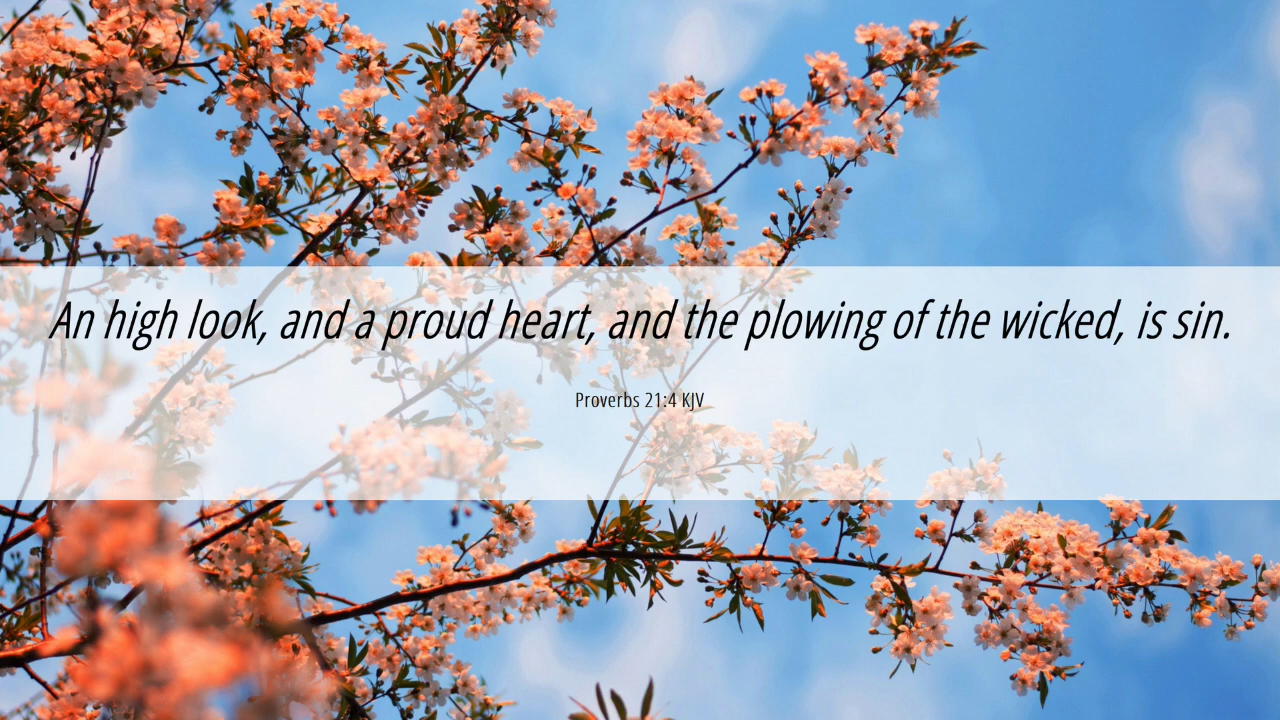 An high look, and a proud heart, and the plowing of the wicked, is sin.
Proverbs 21:4 KJV